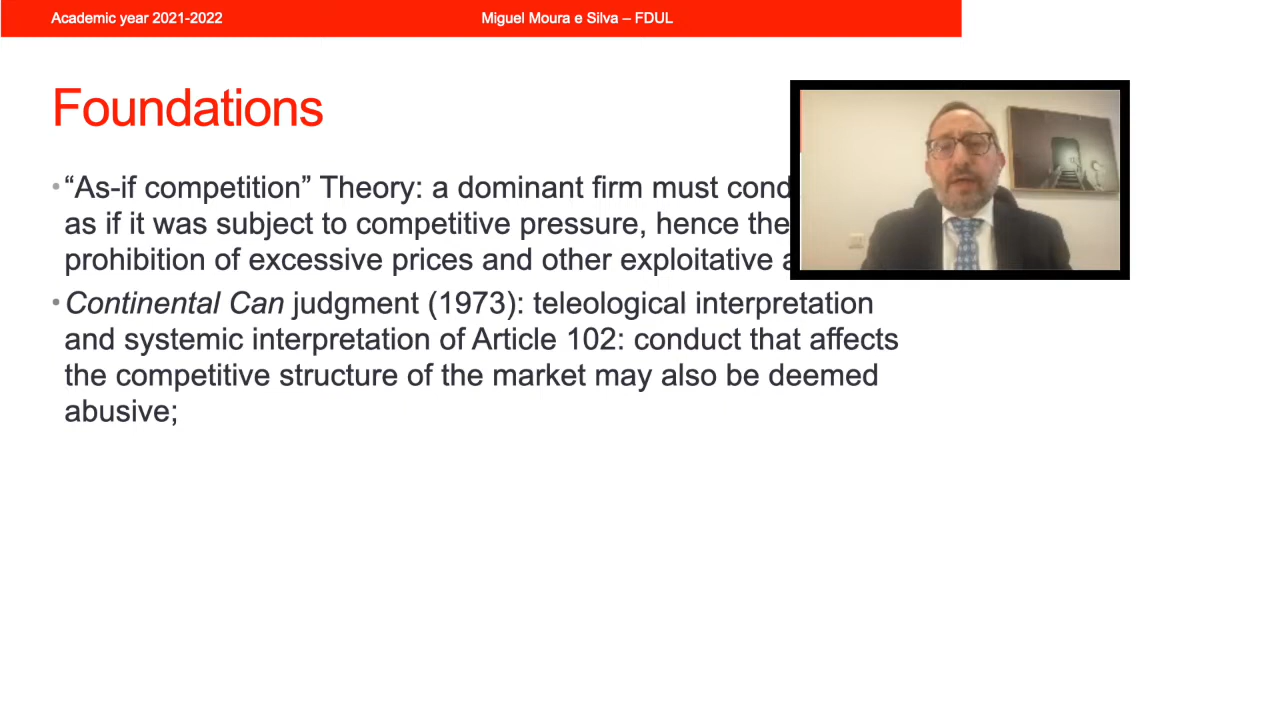 Academic year 2021-2022
Miguel Moura e Silva – FDUL
Foundations
• “As-if competition” Theory: a dominant firm must
as if it was subject to competitive pressure, hence the
prohibition of excessive prices and other exploitative
• Continental Can judgment (1973): teleological interpretation
and systemic interpretation of Article 102: conduct that affects
the competitive structure of the market may also be deemed
abusive;